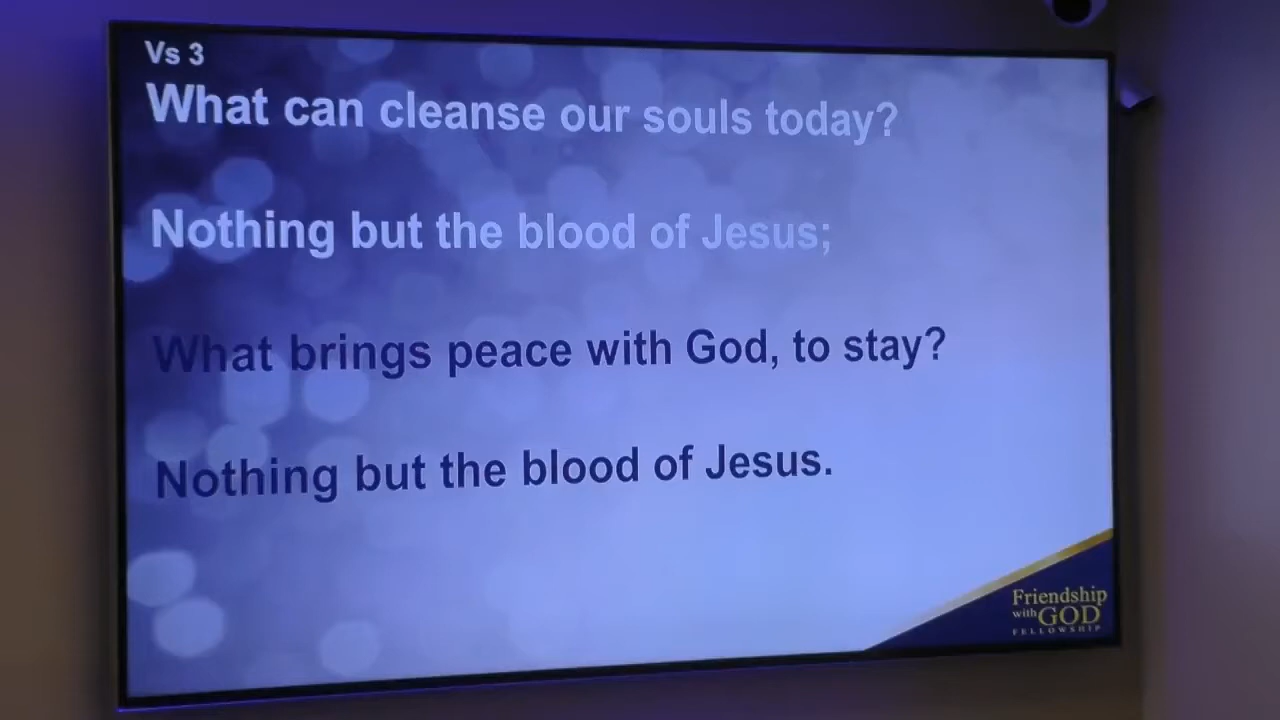 Vs 3
What can cleanse our souls today?
Nothing but the blood of Jesus;
What brings peace with God, to stay?
Nothing but the blood of Jesus.
Friendship
with GOD
FELLOWSHIP